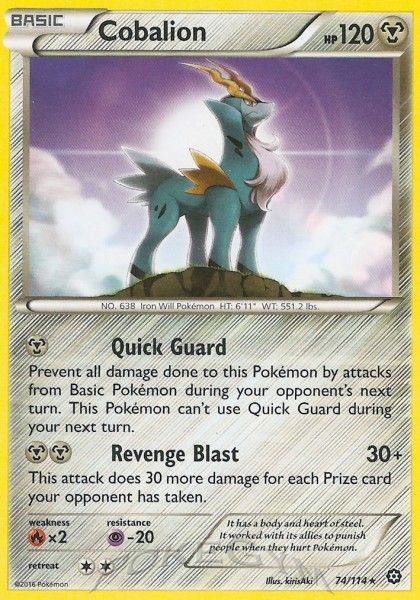 BASIC
Cobalion HP 120
NO. 638 Iron Will Pokémon HT: 6'11" WT: 551.2 lbs.
Quick Guard
Prevent all damage done to this Pokémon by attacks
from Basic Pokémon during your opponent's next
turn. This Pokémon can't use Quick Guard during
your next turn.
Revenge Blast 30+
This attack does 30 more damage for each Prize card
your opponent has taken.
weakness resistance
×2 -20
retreat
It has a body and heart of steel.
It worked with its allies to punish
people when they hurt Pokémon.
©2016 Pokémon Illus. kirisAki 74/114 ★